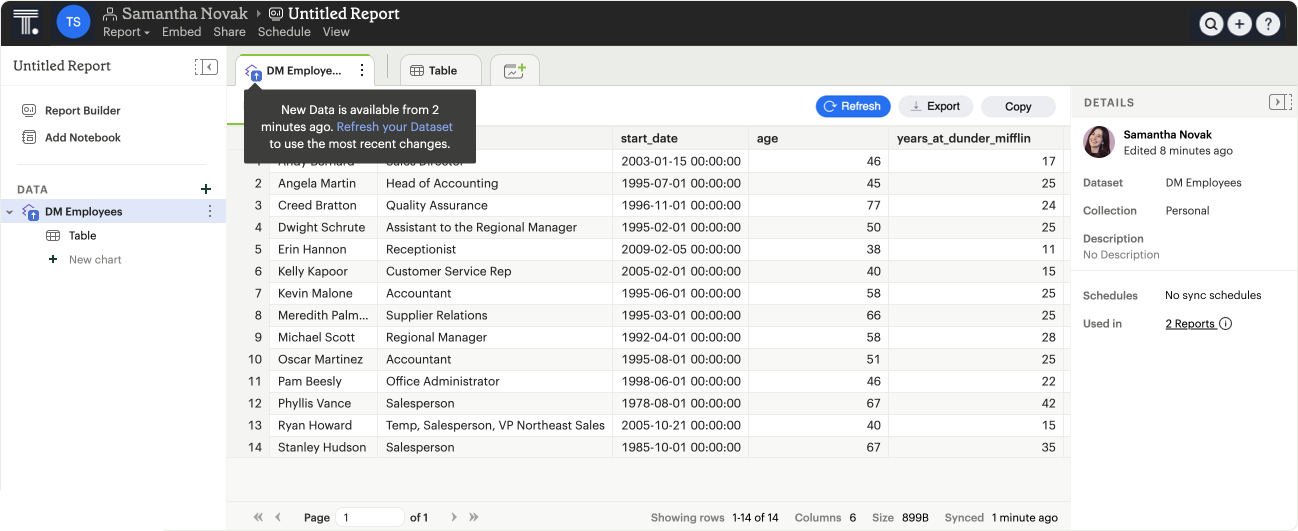 T.
TS
Samantha Novak › Untitled Report
Report Embed Share Schedule View
Untitled Report
Report Builder
Add Notebook
DATA
DM Employees
Table
New chart
DM Employe...
Table
New Data is available from 2
minutes ago. Refresh your Dataset
to use the most recent changes.
Refresh
Export
Copy
start_date age years_at_dunder_mifflin
1 Andy Bernard Sales Director 2003-01-15 00:00:00 46 17
2 Angela Martin Head of Accounting 1995-07-01 00:00:00 45 25
3 Creed Bratton Quality Assurance 1996-11-01 00:00:00 77 24
4 Dwight Schrute Assistant to the Regional Manager 1995-02-01 00:00:00 50 25
5 Erin Hannon Receptionist 2009-02-05 00:00:00 38 11
6 Kelly Kapoor Customer Service Rep 2005-02-01 00:00:00 40 15
7 Kevin Malone Accountant 1995-06-01 00:00:00 58 25
8 Meredith Palm... Supplier Relations 1995-03-01 00:00:00 66 25
9 Michael Scott Regional Manager 1992-04-01 00:00:00 58 28
10 Oscar Martinez Accountant 1995-08-01 00:00:00 51 25
11 Pam Beesly Office Administrator 1998-06-01 00:00:00 46 22
12 Phyllis Vance Salesperson 1978-08-01 00:00:00 67 42
13 Ryan Howard Temp, Salesperson, VP Northeast Sales 2005-10-21 00:00:00 40 15
14 Stanley Hudson Salesperson 1985-10-01 00:00:00 67 35
Page 1 of 1
Showing rows 1-14 of 14 Columns 6 Size 899B Synced 1 minute ago
DETAILS
Samantha Novak
Edited 8 minutes ago
Dataset DM Employees
Collection Personal
Description
No Description
Schedules No sync schedules
Used in 2 Reports